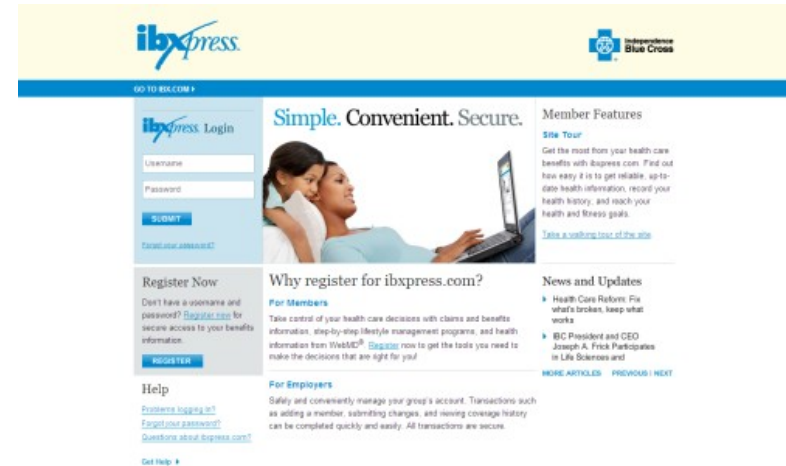 ibxpress.
Independence
Blue Cross
GO TO IBX.COM
ibxpress. Login
Username
Password
SUBMIT
Forgot your password?
Simple. Convenient. Secure.
Member Features
Site Tour
Get the most from your health care
benefits with ibxpress.com. Find out
how easy it is to get reliable, up-to-
date health information, record your
health history, and reach your
health and fitness goals.
Take a walking tour of the site.
Register Now
Don't have a username and
password? Register now for
secure access to your benefits
information.
REGISTER
Help
Problems logging in?
Forgot your password?
Questions about ibxpress.com?
Get Help
Why register for ibxpress.com?
For Members
Take control of your health care decisions with claims and benefits
information, step-by-step lifestyle management programs, and health
information from WebMD®. Register now to get the tools you need to
make the decisions that are right for you!
For Employers
Safely and conveniently manage your group's account. Transactions such
as adding a member, submitting changes, and viewing coverage history
can be completed quickly and easily. All transactions are secure.
News and Updates
Health Care Reform: Fix
what's broken, keep what
works
IBC President and CEO
Joseph A. Frick Participates
in Life Sciences and
MORE ARTICLES PREVIOUS | NEXT